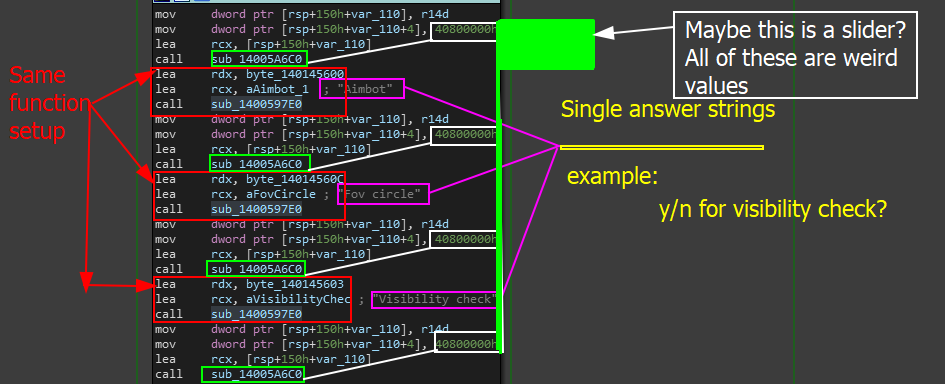 mov dword ptr [rsp+150h+var_110], r14d
mov dword ptr [rsp+150h+var_110+4], 40800000h
lea rcx, [rsp+150h+var_110]
call sub_14005A6C0
lea rdx, byte_140145600
lea rcx, aAimbot_1 ; "Aimbot"
call sub_1400597E0
mov dword ptr [rsp+150h+var_110], r14d
mov dword ptr [rsp+150h+var_110+4], 40800000h
lea rcx, [rsp+150h+var_110]
call sub_14005A6C0
lea rdx, byte_14014560C
lea rcx, aFovCircle ; "Fov circle"
call sub_1400597E0
mov dword ptr [rsp+150h+var_110], r14d
mov dword ptr [rsp+150h+var_110+4], 40800000h
lea rcx, [rsp+150h+var_110]
call sub_14005A6C0
lea rdx, byte_140145603
lea rcx, aVisibilityChec ; "Visibility check"
call sub_1400597E0
mov dword ptr [rsp+150h+var_110], r14d
mov dword ptr [rsp+150h+var_110+4], 40800000h
lea rcx, [rsp+150h+var_110]
call sub_14005A6C0
Same
function
setup
Maybe this is a slider?
All of these are weird
values
Single answer strings
example:
y/n for visibility check?